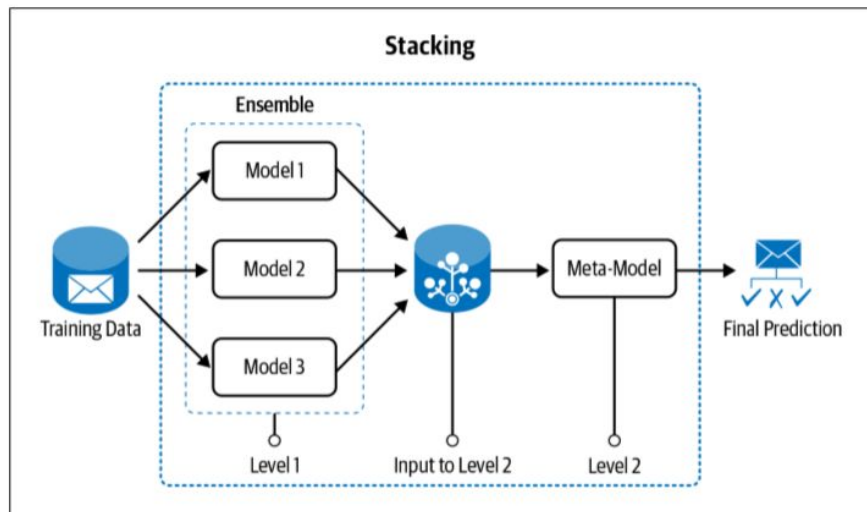 Stacking
Ensemble
Model 1
Model 2
Model 3
Training Data
Meta-Model
Final Prediction
Level 1
Input to Level 2
Level 2